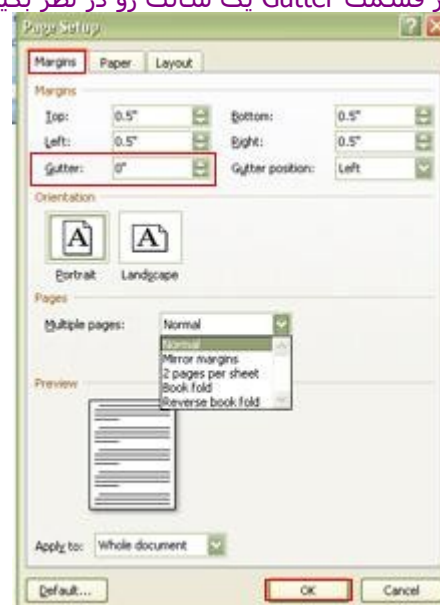 قسمت Gutter یک سانت رو در نظر
Page Setup
Margins Paper Layout
Margins
Top: 0.5" Bottom: 0.5"
Left: 0.5" Right: 0.5"
Gutter: 0" Gutter position: Left
Orientation
A A
Portrait Landscape
Pages
Multiple pages: Normal
Normal
Mirror margins
2 pages per sheet
Book fold
Reverse book fold
Preview
Apply to: Whole document
Default... OK Cancel